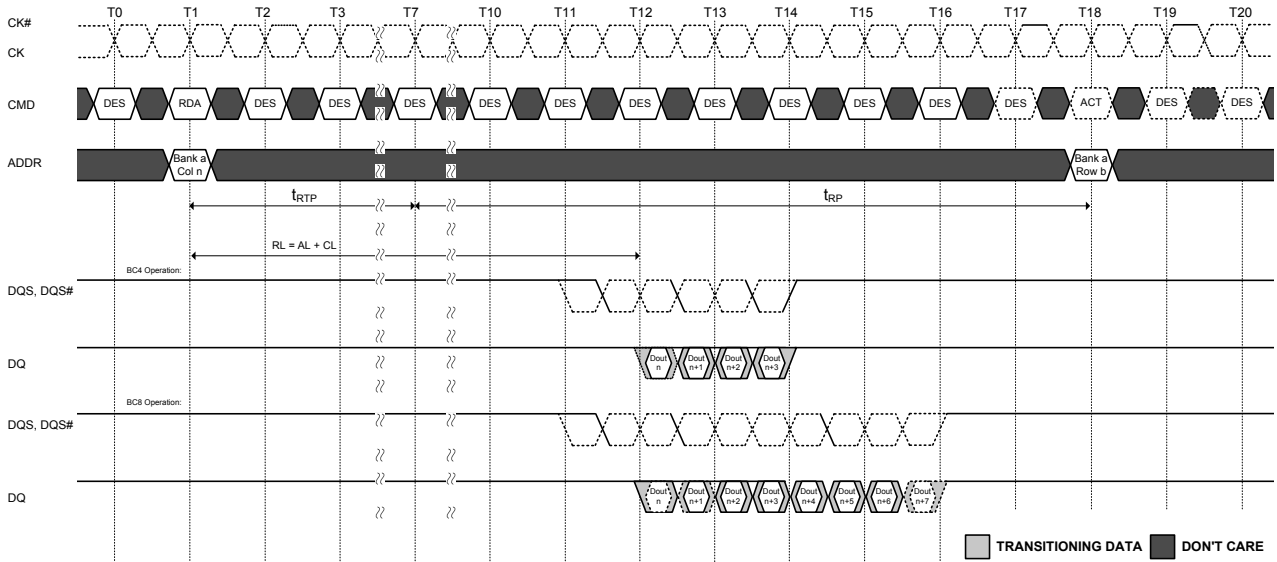 T0 T1 T2 T3 T7 T10 T11 T12 T13 T14 T15 T16 T17 T18 T19 T20
CK#
CK
CMD DES RDA DES DES DES DES DES DES DES DES DES DES DES ACT DES DES
ADDR
Bank a
Col n
Bank a
Row b
tRTP
tRP
RL = AL + CL
BC4 Operation:
DQS, DQS#
DQ
Dout
n
Dout
n+1
Dout
n+2
Dout
n+3
BC8 Operation:
DQS, DQS#
DQ
Dout
n
Dout
n+1
Dout
n+2
Dout
n+3
Dout
n+4
Dout
n+5
Dout
n+6
Dout
n+7
TRANSITIONING DATA
DON'T CARE